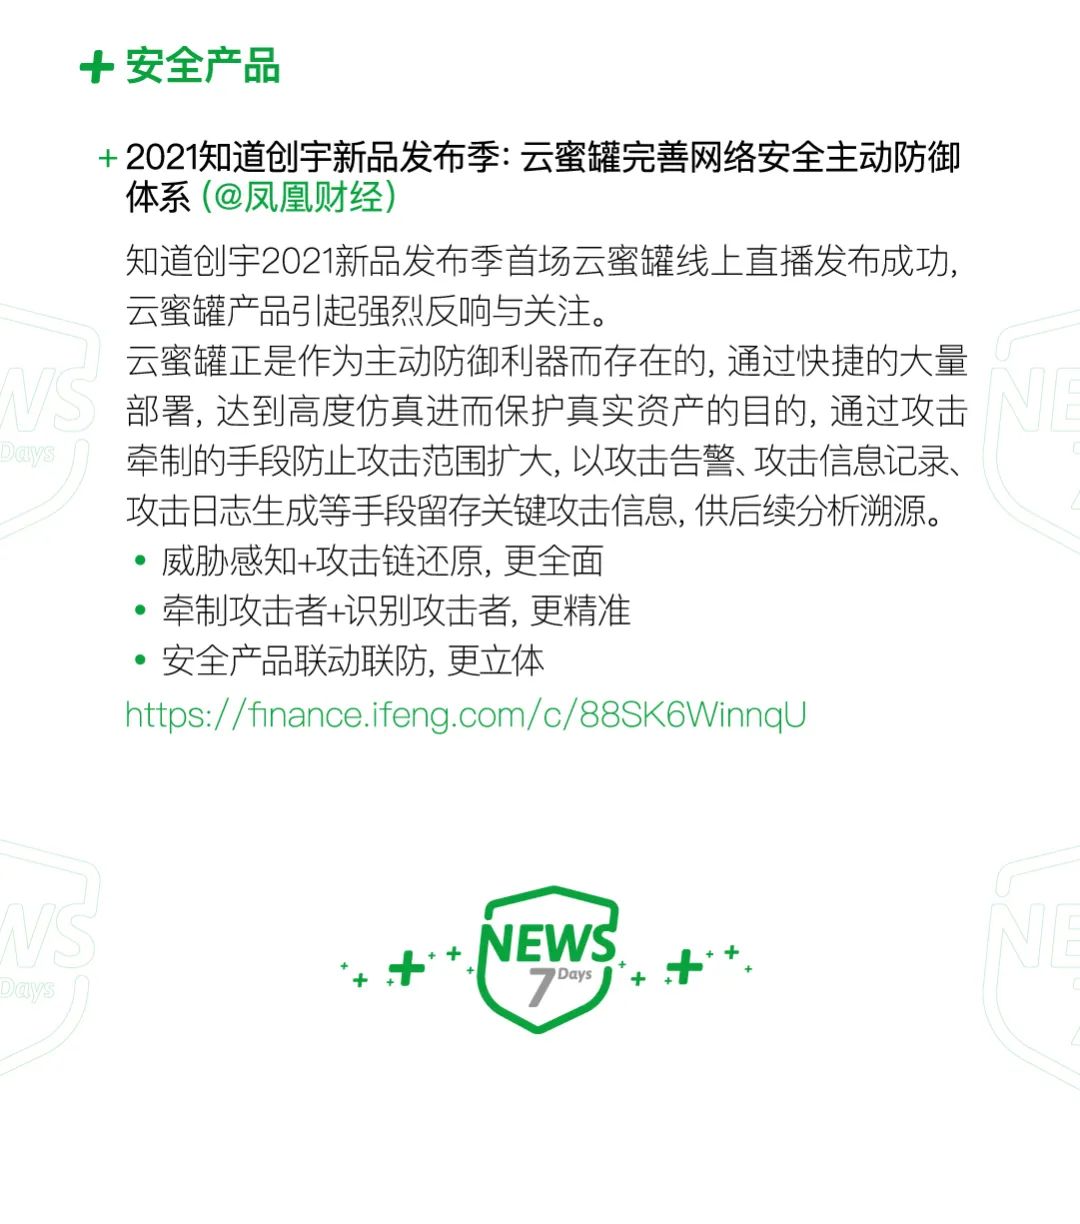 + 安全产品
+ 2021知道创宇新品发布季：云蜜罐完善网络安全主动防御
体系（@凤凰财经）
知道创宇2021新品发布季首场云蜜罐线上直播发布成功,
云蜜罐产品引起强烈反响与关注。
云蜜罐正是作为主动防御利器而存在的, 通过快捷的大量
部署, 达到高度仿真进而保护真实资产的目的, 通过攻击
牵制的手段防止攻击范围扩大, 以攻击告警、攻击信息记录、
攻击日志生成等手段留存关键攻击信息, 供后续分析溯源。
• 威胁感知+攻击链还原, 更全面
• 牵制攻击者+识别攻击者, 更精准
• 安全产品联动联防, 更立体
https://finance.ifeng.com/c/88SK6WinnqU
NEWS
7 Days